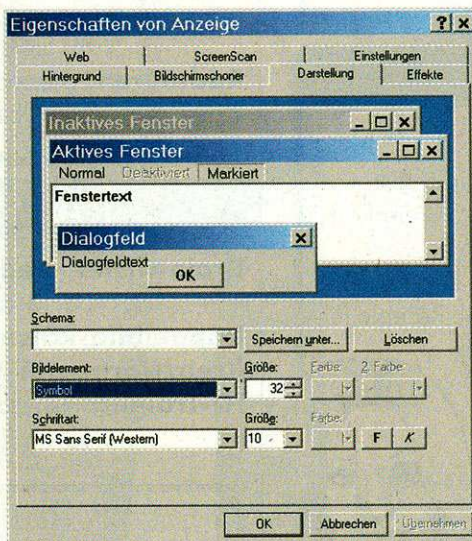 Eigenschaften von Anzeige
Web ScreenScan Einstellungen
Hintergrund Bildschirmschoner Darstellung Effekte
Inaktives Fenster
Aktives Fenster
Normal Deaktiviert Markiert
Fenstertext
Dialogfeld
Dialogfeldtext
OK
Schema:
Speichern unter... Löschen
Bildelement: Größe: Farbe: 2. Farbe:
Symbol 32
Schriftart: Größe: Farbe:
MS Sans Serif (Western) 10 F K
OK Abbrechen Übernehmen